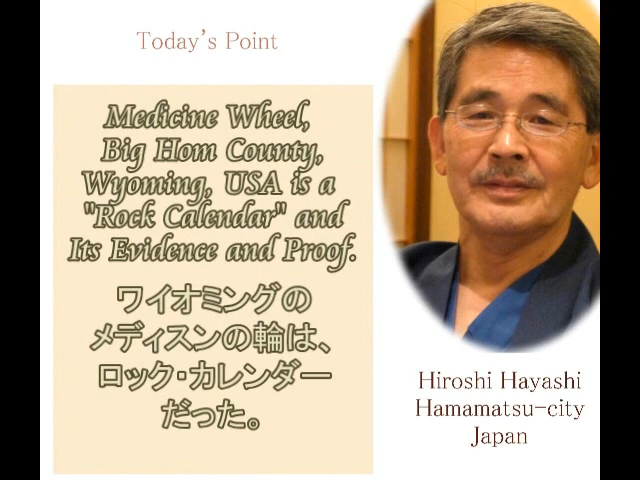 Today's Point
Medicine Wheel,
Big Hom County,
Wyoming, USA is a
"Rock Calendar" and
Its Evidence and Proof.
ワイオミングの
メディスンの輪は、
ロック・カレンダー
だった。
Hiroshi Hayashi
Hamamatsu-city
Japan